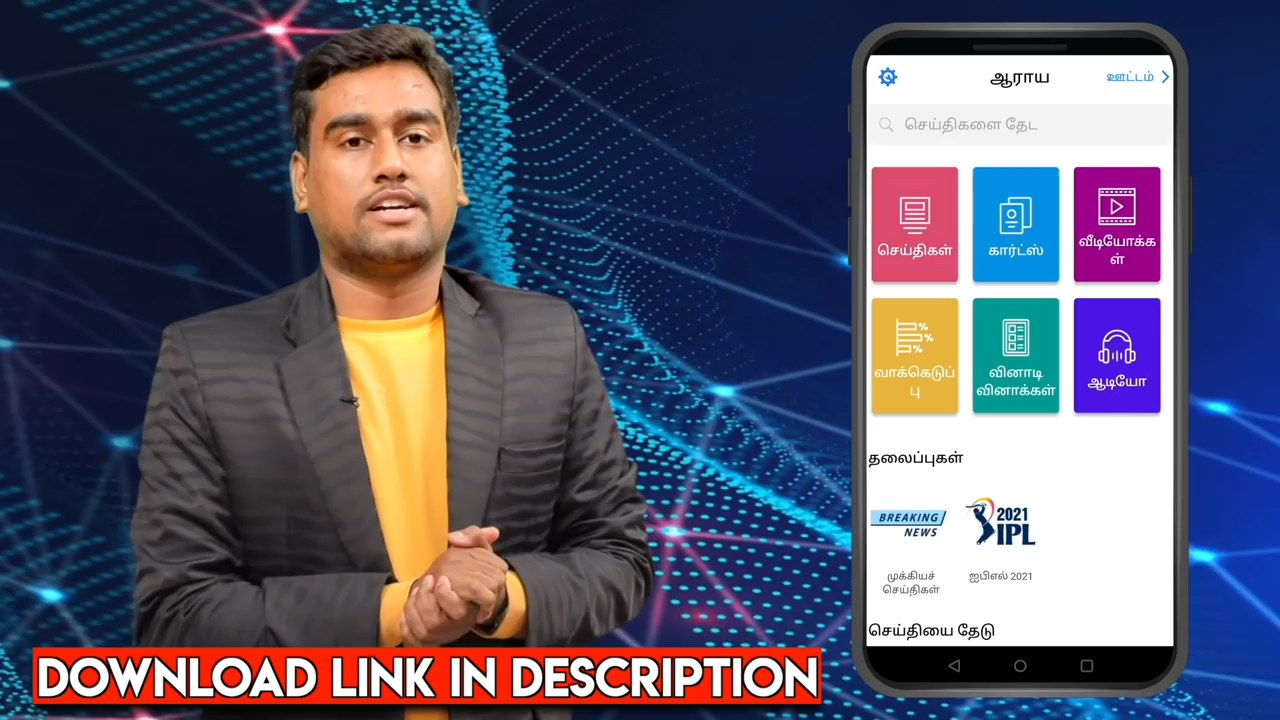 ஆராய
ஊட்டம்
செய்திகளை தேட
செய்திகள்
கார்ட்ஸ்
வீடியோக்க
ள்
வாக்கெடுப்
பு
வினாடி
வினாக்கள்
ஆடியோ
தலைப்புகள்
BREAKING
NEWS
2021
IPL
முக்கியச்
செய்திகள்
ஐபிஎல் 2021
செய்தியை தேடு
DOWNLOAD LINK IN DESCRIPTION